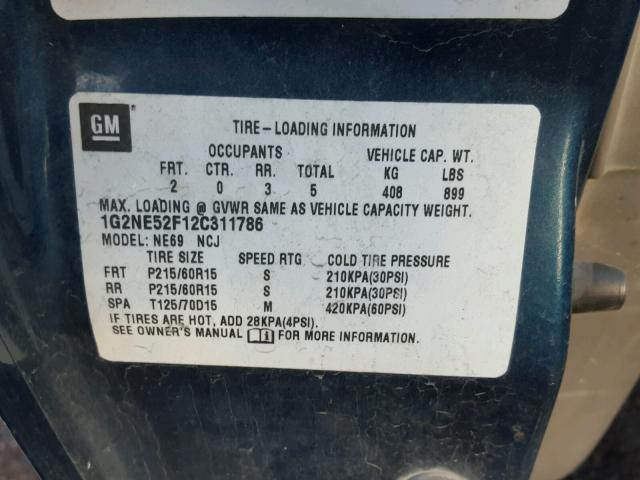 GM
TIRE-LOADING INFORMATION
OCCUPANTS VEHICLE CAP. WT.
FRT. CTR. RR. TOTAL KG LBS
2 0 3 5 408 899
MAX. LOADING @ GVWR SAME AS VEHICLE CAPACITY WEIGHT.
1G2NE52F12C311786
MODEL: NE69 NCJ
TIRE SIZE SPEED RTG COLD TIRE PRESSURE
FRT P215/60R15 S 210KPA(30PSI)
RR P215/60R15 S 210KPA(30PSI)
SPA T125/70D15 M 420KPA(60PSI)
IF TIRES ARE HOT, ADD 28KPA(4PSI).
SEE OWNER'S MANUAL FOR MORE INFORMATION.